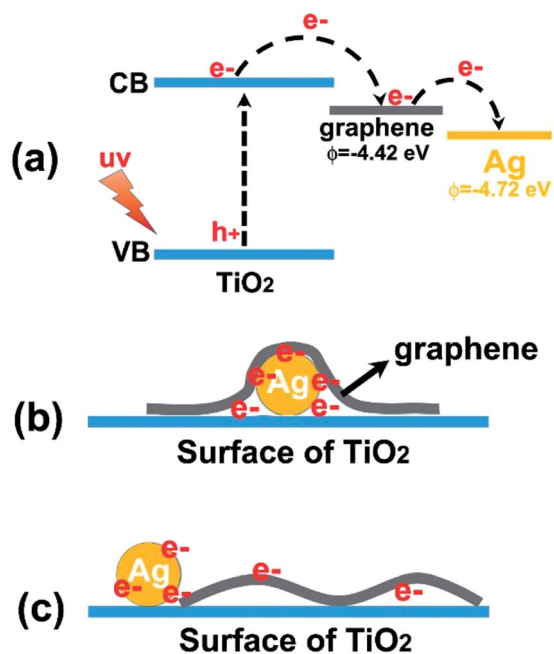 e-
e-
e-
CB
e-
graphene
ϕ=-4.42 eV
Ag
ϕ=-4.72 eV
(a)
uv
h+
VB
TiO₂
graphene
e-
e-
Ag
e-
e-
e-
(b)
Surface of TiO₂
e-
Ag
e-
e-
e-
e-
(c)
Surface of TiO₂